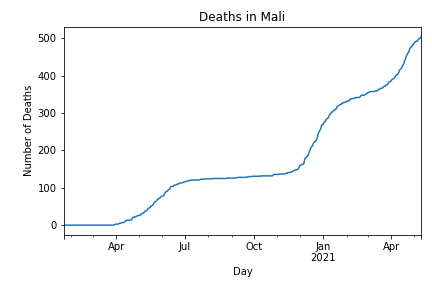 Deaths in Mali
Number of Deaths
500
400
300
200
100
0
Apr
Jul
Oct
Jan
2021
Apr
Day